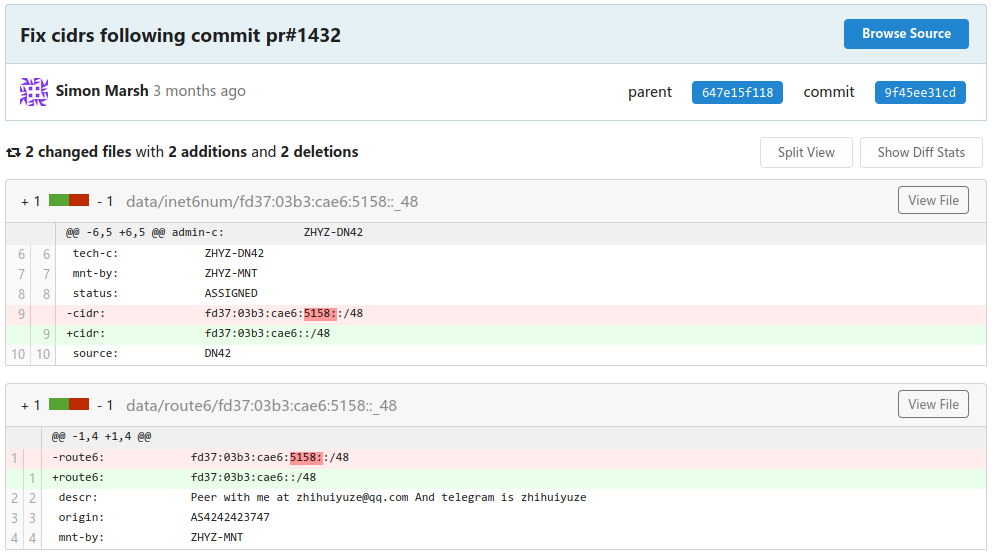 Fix cidrs following commit pr#1432 Browse Source
Simon Marsh 3 months ago parent 647e15f118 commit 9f45ee31cd
2 changed files with 2 additions and 2 deletions Split View Show Diff Stats
+ 1 - 1 data/inet6num/fd37:03b3:cae6:5158::_48 View File
@@ -6,5 +6,5 @@ admin-c: ZHYZ-DN42
6 6 tech-c: ZHYZ-DN42
7 7 mnt-by: ZHYZ-MNT
8 8 status: ASSIGNED
9 -cidr: fd37:03b3:cae6:5158::/48
9 +cidr: fd37:03b3:cae6::/48
10 10 source: DN42
+ 1 - 1 data/route6/fd37:03b3:cae6:5158::_48 View File
@@ -1,4 +1,4 @@
1 -route6: fd37:03b3:cae6:5158::/48
1 +route6: fd37:03b3:cae6::/48
2 2 descr: Peer with me at zhihuiyuze@qq.com And telegram is zhihuiyuze
3 3 origin: AS4242423747
4 4 mnt-by: ZHYZ-MNT